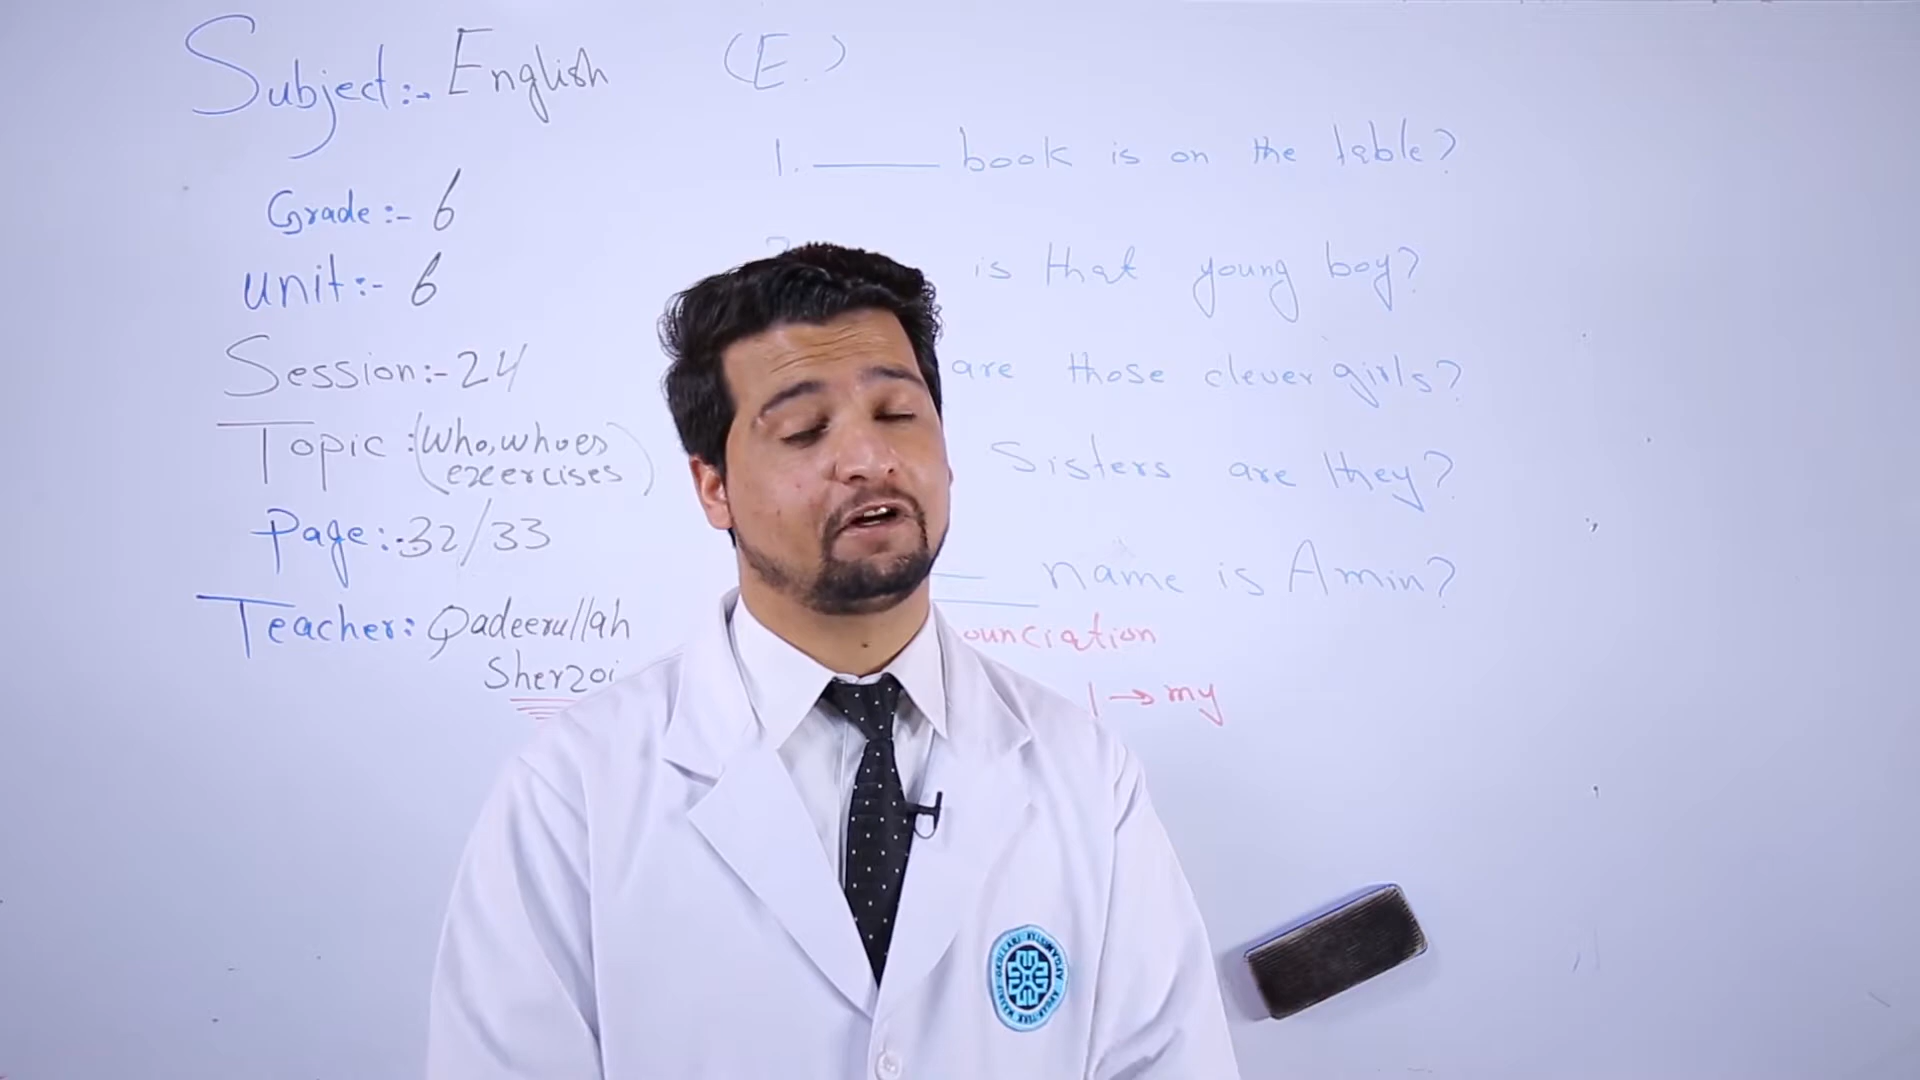 Subject:- English
Grade:- 6
unit:- 6
Session:- 24
Topic: (who, whoes,
exercises)
Page:- 32/33
Teacher: Qadeerullah
Sherzoi
(E.)
1. ____ book is on the table?
is that young boy?
are those clever girls?
Sisters are they?
__ name is Amin?
ounciation
I → my